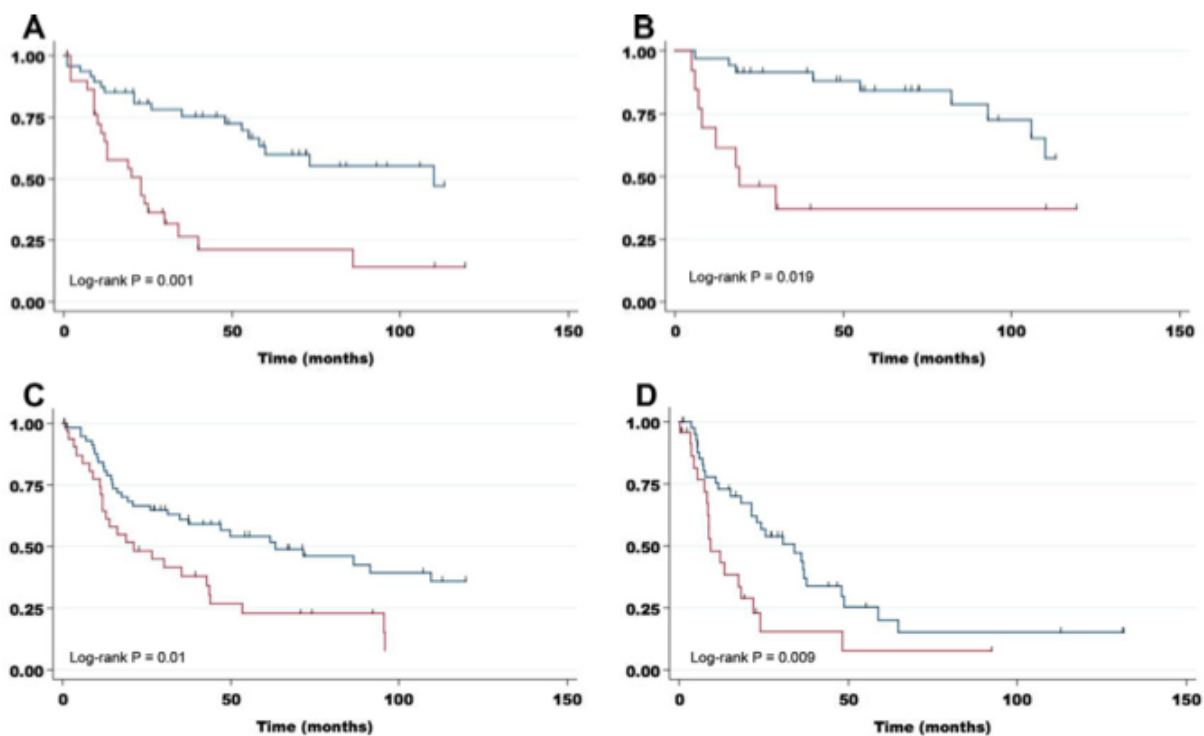 A
1.00
0.75
0.50
0.25
0.00
Log-rank P = 0.001
0 50 100 150
Time (months)
B
1.00
0.75
0.50
0.25
0.00
Log-rank P = 0.019
0 50 100 150
Time (months)
C
1.00
0.75
0.50
0.25
0.00
Log-rank P = 0.01
0 50 100 150
Time (months)
D
1.00
0.75
0.50
0.25
0.00
Log-rank P = 0.009
0 50 100 150
Time (months)